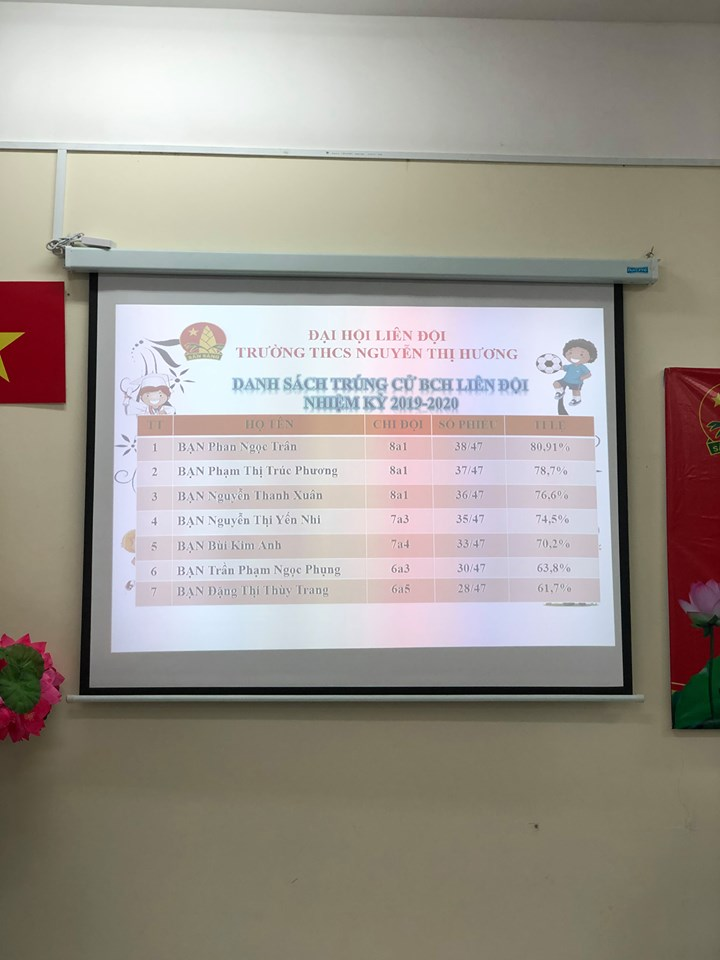 ĐẠI HỘI LIÊN ĐỘI
TRƯỜNG THCS NGUYỄN THỊ HƯƠNG
DANH SÁCH TRÚNG CỬ BCH LIÊN ĐỘI
NHIỆM KỲ 2019-2020
TT HỌ TÊN CHI ĐỘI SỐ PHIẾU TỈ LỆ
1 BẠN Phan Ngọc Trân 8a1 38/47 80,91%
2 BẠN Phạm Thị Trúc Phương 8a1 37/47 78,7%
3 BẠN Nguyễn Thanh Xuân 8a1 36/47 76,6%
4 BẠN Nguyễn Thị Yến Nhi 7a3 35/47 74,5%
5 BẠN Bùi Kim Anh 7a4 33/47 70,2%
6 BẠN Trần Phạm Ngọc Phụng 6a3 30/47 63,8%
7 BẠN Đặng Thị Thùy Trang 6a5 28/47 61,7%